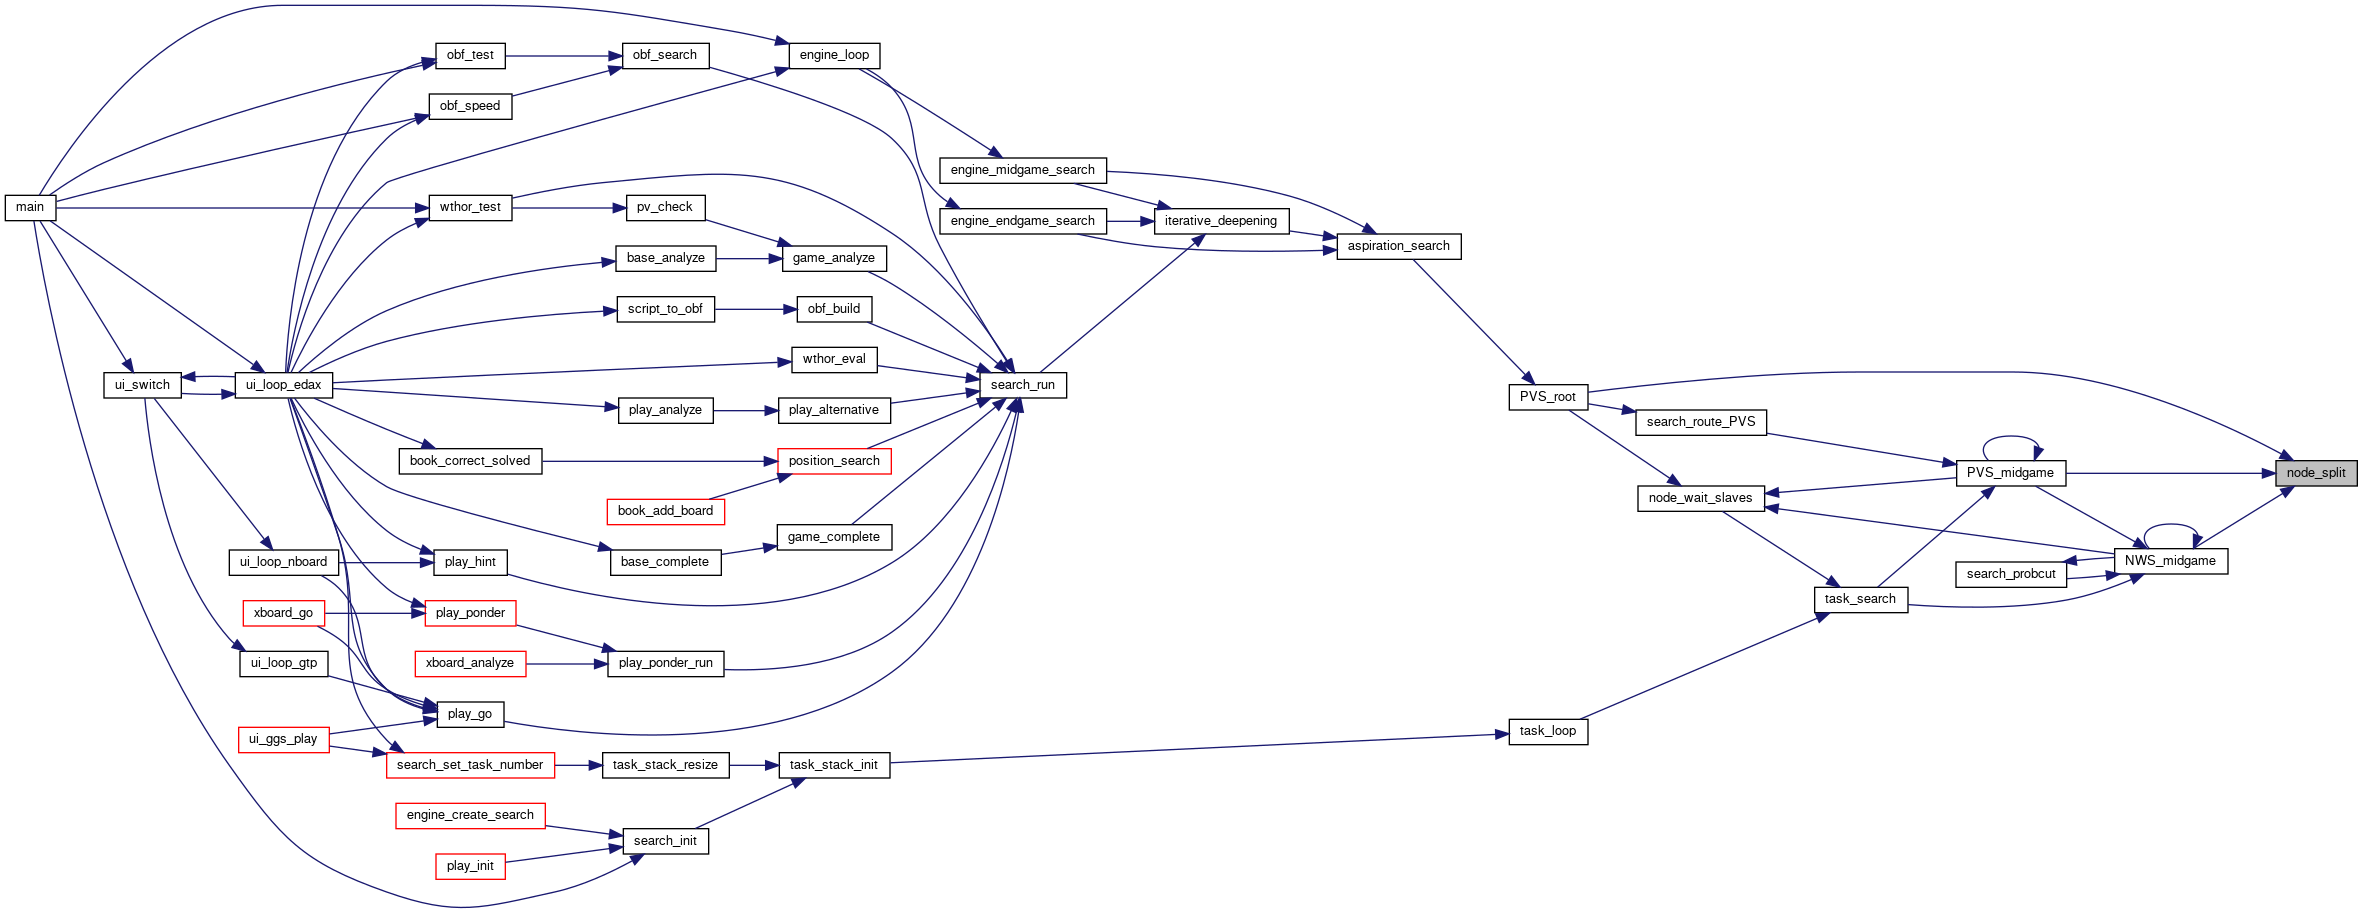 main
ui_switch
ui_loop_edax
ui_loop_nboard
xboard_go
ui_loop_gtp
ui_ggs_play
obf_test
obf_speed
wthor_test
book_correct_solved
play_hint
play_ponder
xboard_analyze
play_go
search_set_task_number
engine_create_search
play_init
obf_search
pv_check
base_analyze
script_to_obf
play_analyze
book_add_board
base_complete
play_ponder_run
task_stack_resize
search_init
engine_loop
game_analyze
obf_build
wthor_eval
play_alternative
position_search
game_complete
task_stack_init
engine_midgame_search
engine_endgame_search
search_run
iterative_deepening
aspiration_search
PVS_root
task_loop
search_route_PVS
node_wait_slaves
task_search
PVS_midgame
search_probcut
NWS_midgame
node_split